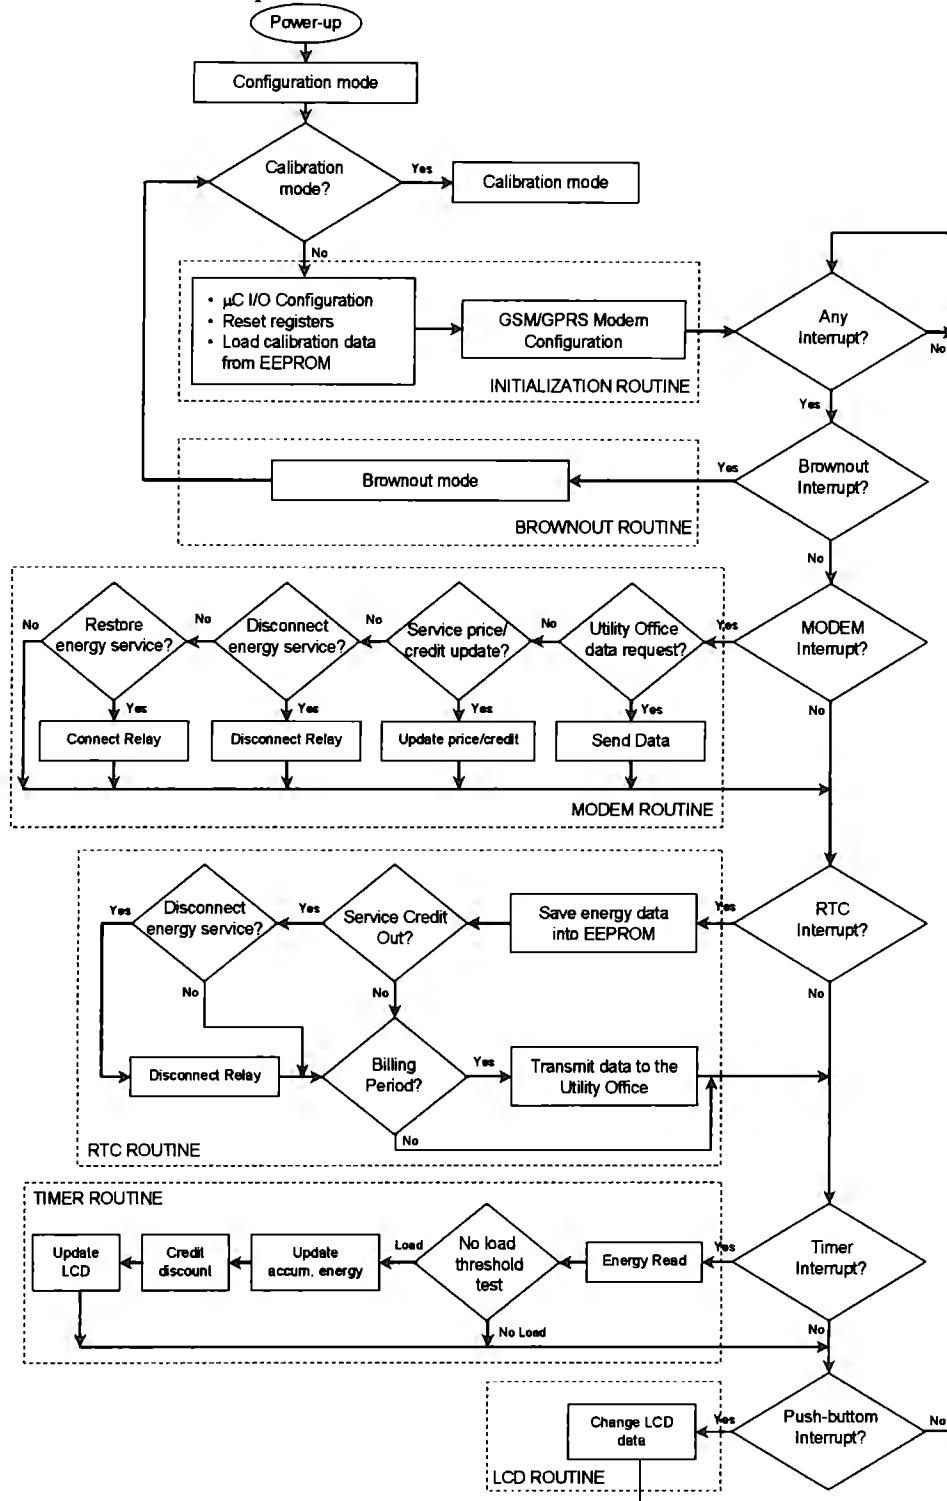 Power-up
Configuration mode
Calibration
mode?
Yes
Calibration mode
No
• µC I/O Configuration
• Reset registers
• Load calibration data
from EEPROM
GSM/GPRS Modem
Configuration
INITIALIZATION ROUTINE
Any
Interrupt?
No
Yes
Brownout
Interrupt?
Yes
Brownout mode
BROWNOUT ROUTINE
No
MODEM
Interrupt?
Yes
Utility Office
data request?
No
Service price/
credit update?
No
Disconnect
energy service?
No
Restore
energy service?
No
Yes
Yes
Yes
Yes
No
Connect Relay
Disconnect Relay
Update price/credit
Send Data
MODEM ROUTINE
RTC
Interrupt?
Yes
Save energy data
into EEPROM
Service Credit
Out?
Yes
Disconnect
energy service?
Yes
No
No
No
Disconnect Relay
Billing
Period?
Yes
Transmit data to the
Utility Office
No
RTC ROUTINE
TIMER ROUTINE
Timer
Interrupt?
Yes
Energy Read
No load
threshold
test
Load
Update
accum. energy
Credit
discount
Update
LCD
No Load
No
Push-buttom
Interrupt?
No
Yes
Change LCD
data
LCD ROUTINE